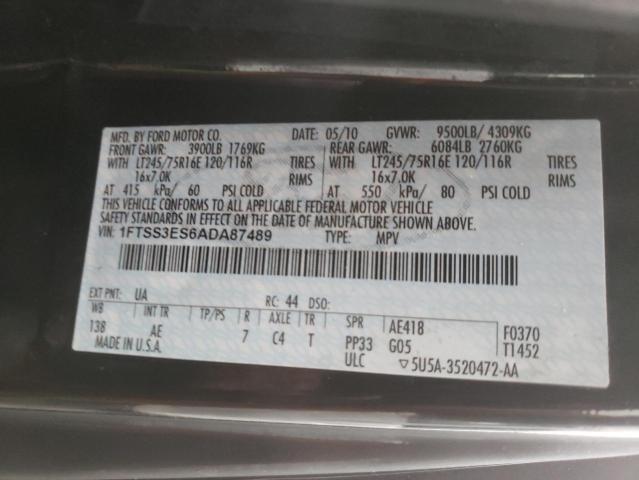 MFD. BY FORD MOTOR CO. DATE: 05/10 GVWR: 9500LB/ 4309KG
FRONT GAWR: 3900LB 1769KG REAR GAWR: 6084LB 2760KG
WITH LT245/75R16E 120/116R TIRES WITH LT245/75R16E 120/116R TIRES
16x7.0K RIMS 16x7.0K RIMS
AT 415 kPa/ 60 PSI COLD AT 550 kPa/ 80 PSI COLD
THIS VEHICLE CONFORMS TO ALL APPLICABLE FEDERAL MOTOR VEHICLE
SAFETY STANDARDS IN EFFECT ON THE DATE OF MANUFACTURE SHOWN ABOVE.
VIN: 1FTSS3ES6ADA87489 TYPE: MPV
EXT PNT: UA RC: 44 DSO:
WB INT TR TP/PS R AXLE TR SPR AE418 F0370
138 AE 7 C4 T PP33 G05 T1452
MADE IN U.S.A. ULC ▽5U5A-3520472-AA